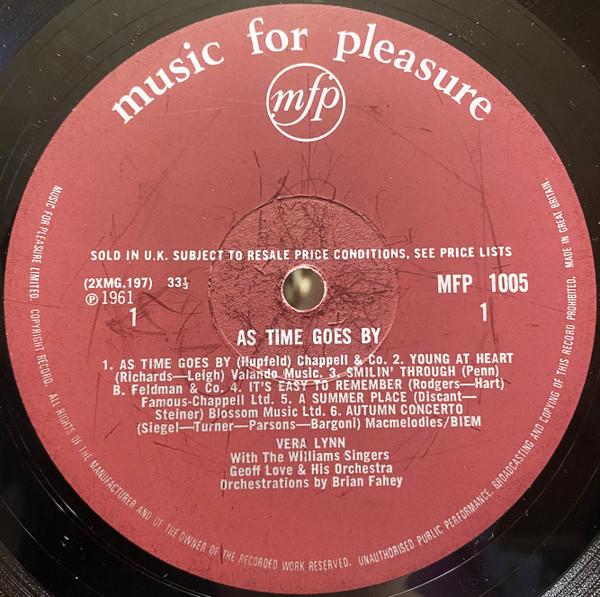 music for pleasure
mfp
SOLD IN U.K. SUBJECT TO RESALE PRICE CONDITIONS, SEE PRICE LISTS
(2XMG.197) 33⅓
MFP 1005
℗ 1961
1
1
AS TIME GOES BY
1. AS TIME GOES BY (Hupfeld) Chappell & Co. 2. YOUNG AT HEART
(Richards—Leigh) Valando Music. 3. SMILIN' THROUGH (Penn)
B. Feldman & Co. 4. IT'S EASY TO REMEMBER (Rodgers—Hart)
Famous-Chappell Ltd. 5. A SUMMER PLACE (Discant—
Steiner) Blossom Music Ltd. 6. AUTUMN CONCERTO
(Siegel—Turner—Parsons—Bargoni) Macmelodies/BIEM
VERA LYNN
With The Williams Singers
Geoff Love & His Orchestra
Orchestrations by Brian Fahey
MUSIC FOR PLEASURE LIMITED. COPYRIGHT RECORD. ALL RIGHTS OF THE MANUFACTURER AND OF THE OWNER OF THE RECORDED WORK RESERVED. UNAUTHORISED PUBLIC PERFORMANCE, BROADCASTING AND COPYING OF THIS RECORD PROHIBITED. MADE IN GREAT BRITAIN.